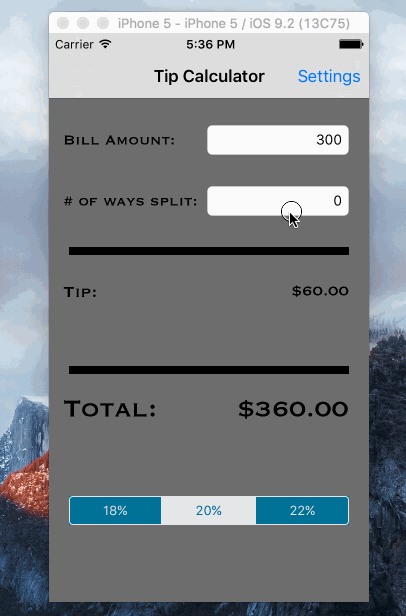 iPhone 5 - iPhone 5 / iOS 9.2 (13C75)
Carrier 5:36 PM
Tip Calculator Settings
Bill Amount: 300
# of ways split: 0
Tip: $60.00
Total: $360.00
18% 20% 22%